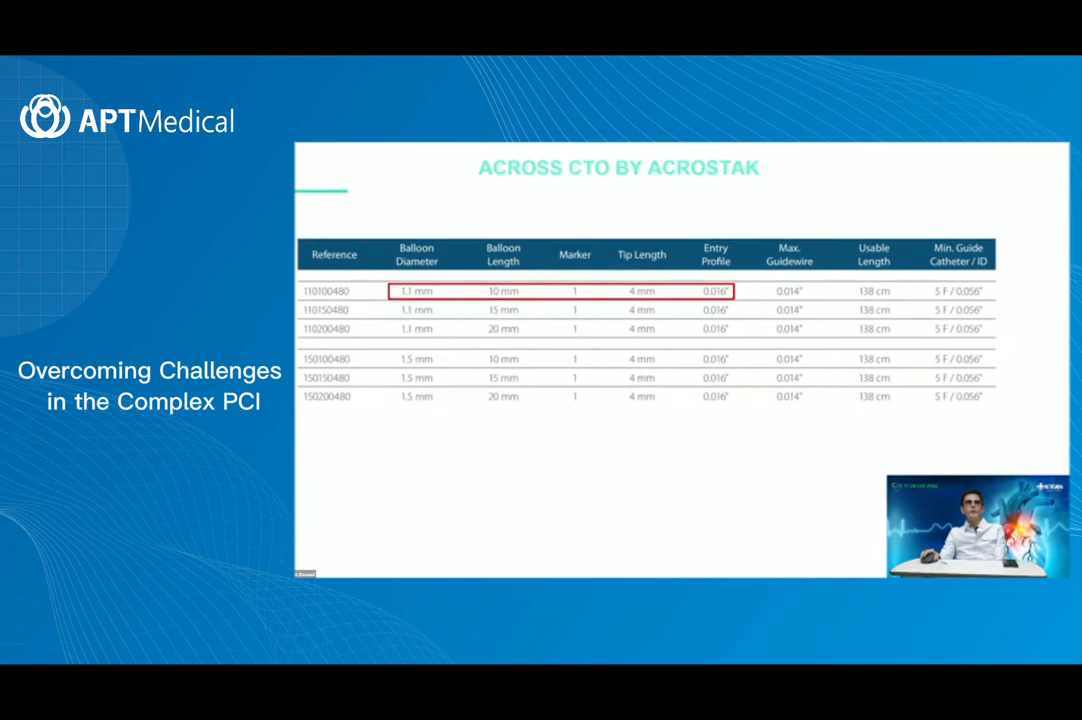 APTMedical
ACROSS CTO BY ACROSTAK
Reference Balloon Diameter Balloon Length Marker Tip Length Entry Profile Max. Guidewire Usable Length Min. Guide Catheter / ID
110100480 1.1 mm 10 mm 1 4 mm 0.016" 0.014" 138 cm 5 F / 0.056"
110150480 1.1 mm 15 mm 1 4 mm 0.016" 0.014" 138 cm 5 F / 0.056"
110200480 1.1 mm 20 mm 1 4 mm 0.016" 0.014" 138 cm 5 F / 0.056"
150100480 1.5 mm 10 mm 1 4 mm 0.016" 0.014" 138 cm 5 F / 0.056"
150150480 1.5 mm 15 mm 1 4 mm 0.016" 0.014" 138 cm 5 F / 0.056"
150200480 1.5 mm 20 mm 1 4 mm 0.016" 0.014" 138 cm 5 F / 0.056"
Overcoming Challenges
in the Complex PCI